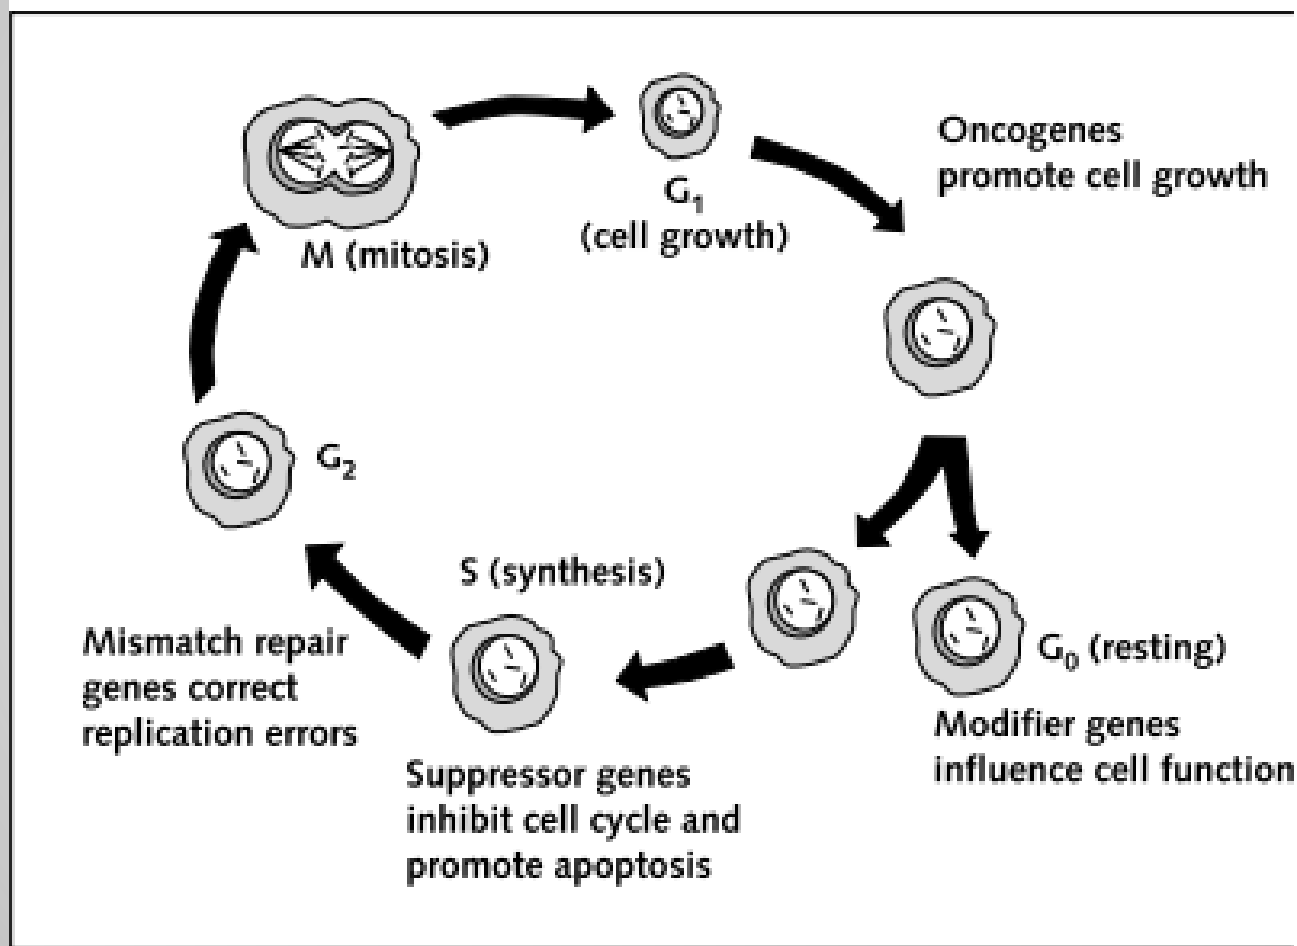 Oncogenes
promote cell growth
G₁
(cell growth)
M (mitosis)
G₂
S (synthesis)
Mismatch repair
genes correct
replication errors
G₀ (resting)
Modifier genes
influence cell function
Suppressor genes
inhibit cell cycle and
promote apoptosis